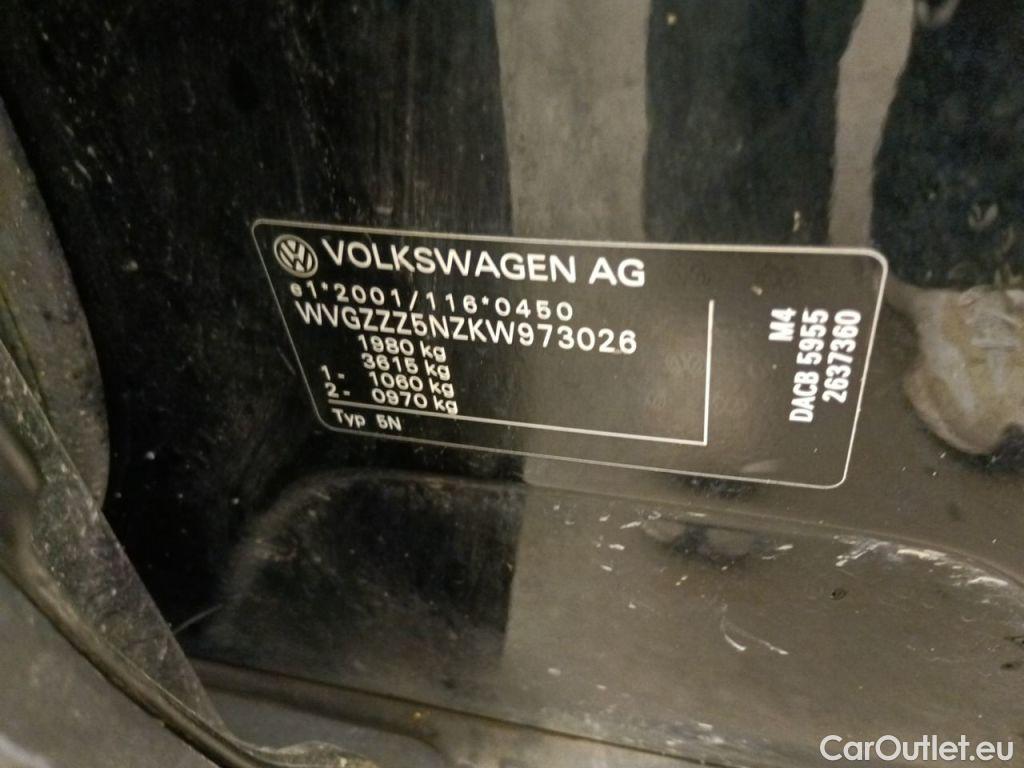 VOLKSWAGEN AG
e1*2001/116*0450
WVGZZZ5NZKW973026
1980 kg
3615 kg
1- 1060 kg
2- 0970 kg
Typ 5N
M4
DACB 5955
2637360
CarOutlet.eu